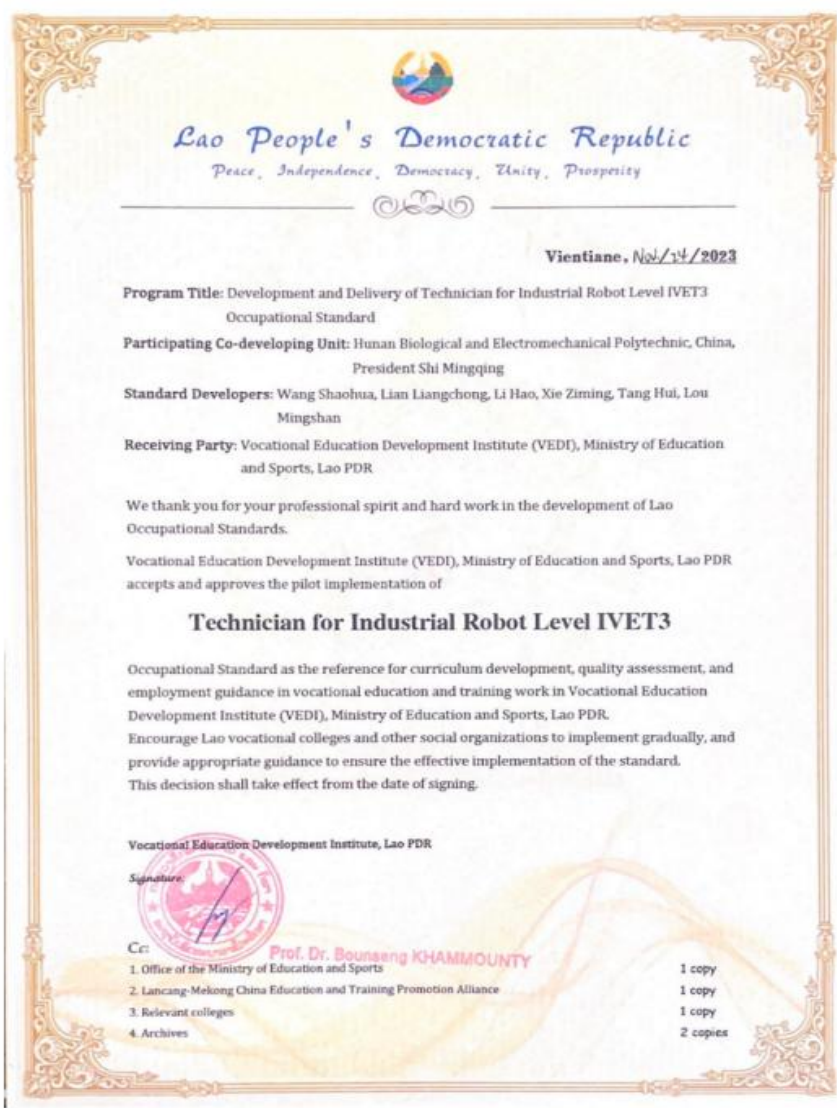 Lao People's Democratic Republic
Peace, Independence, Democracy, Unity, Prosperity
Vientiane, Nov/24/2023
Program Title: Development and Delivery of Technician for Industrial Robot Level IVET3
Occupational Standard
Participating Co-developing Unit: Hunan Biological and Electromechanical Polytechnic, China,
President Shi Mingqing
Standard Developers: Wang Shaohua, Lian Liangchong, Li Hao, Xie Ziming, Tang Hui, Lou
Mingshan
Receiving Party: Vocational Education Development Institute (VEDI), Ministry of Education
and Sports, Lao PDR
We thank you for your professional spirit and hard work in the development of Lao
Occupational Standards.
Vocational Education Development Institute (VEDI), Ministry of Education and Sports, Lao PDR
accepts and approves the pilot implementation of
Technician for Industrial Robot Level IVET3
Occupational Standard as the reference for curriculum development, quality assessment, and
employment guidance in vocational education and training work in Vocational Education
Development Institute (VEDI), Ministry of Education and Sports, Lao PDR.
Encourage Lao vocational colleges and other social organizations to implement gradually, and
provide appropriate guidance to ensure the effective implementation of the standard.
This decision shall take effect from the date of signing.
Vocational Education Development Institute, Lao PDR
Signature:
Cc:
Prof. Dr. Bounseng KHAMMOUNTY
1. Office of the Ministry of Education and Sports 1 copy
2. Lancang-Mekong China Education and Training Promotion Alliance 1 copy
3. Relevant colleges 1 copy
4. Archives 2 copies